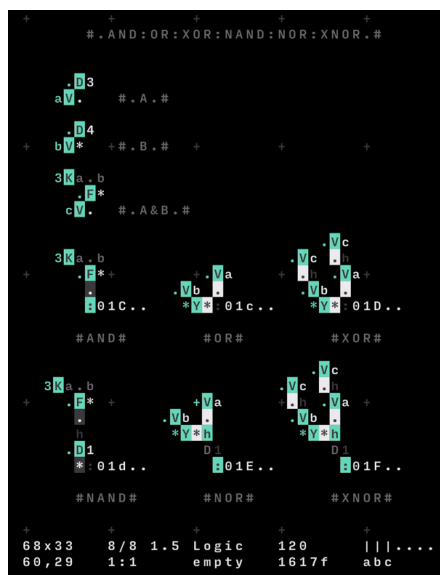 #.AND:OR:XOR:NAND:NOR:XNOR.#
.D3
aV. #.A.#
.D4
bV* #.B.#
3Ka.b
.F*
cV. #.A&B.#
.Vc
3Ka.b .Vc.h
.F* .Va .h.Va
. .Vb. .Vb.
:01C.. *Y*:01c.. *Y*:01D..
#AND# #OR# #XOR#
.Vc
3Ka.b .Vc.h
.F* +Va .h.Va
. .Vb. .Vb.
h *Y*h *Y*h
.D1 D1 D1
*:01d.. :01E.. :01F..
#NAND# #NOR# #XNOR#
68x33 8/8 1.5 Logic 120 |||....
60,29 1:1 empty 1617f abc